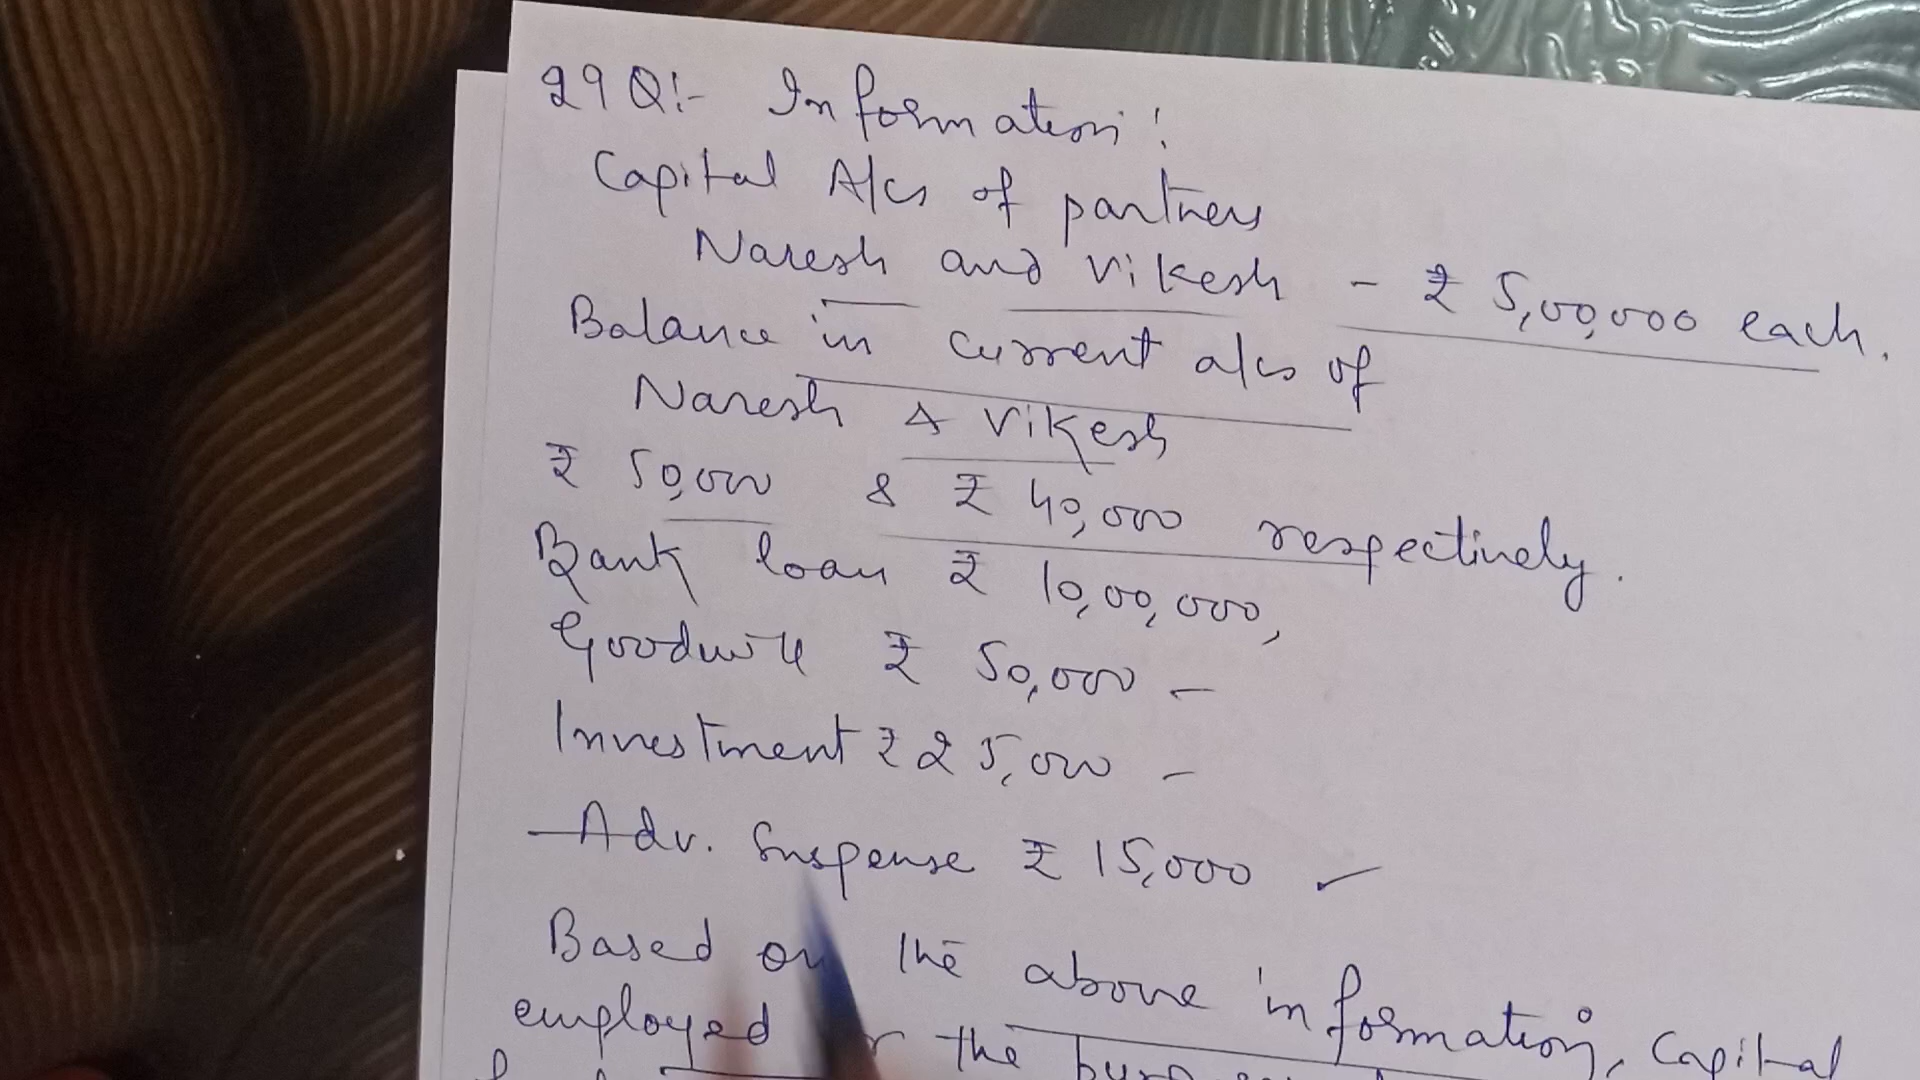 29 Q:- Information:
Capital A/cs of partners
Naresh and Vikesh - ₹ 5,00,000 each.
Balance in current a/cs of
Naresh & Vikesh
₹ 50,000 & ₹ 40,000 respectively.
Bank loan ₹ 10,00,000,
Goodwill ₹ 50,000 -
Investment ₹ 25,000 -
Adv. Suspense ₹ 15,000 ✓
Based on the above information, Capital
employed the